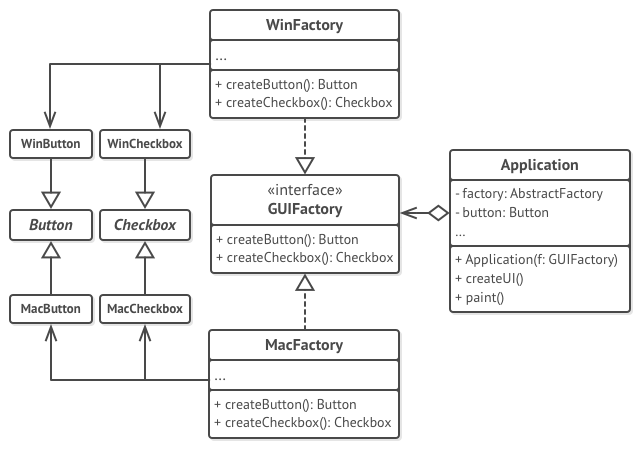 WinFactory
...
+ createButton(): Button
+ createCheckbox(): Checkbox
WinButton
WinCheckbox
Button
Checkbox
MacButton
MacCheckbox
«interface»
GUIFactory
+ createButton(): Button
+ createCheckbox(): Checkbox
Application
- factory: AbstractFactory
- button: Button
...
+ Application(f: GUIFactory)
+ createUI()
+ paint()
MacFactory
...
+ createButton(): Button
+ createCheckbox(): Checkbox